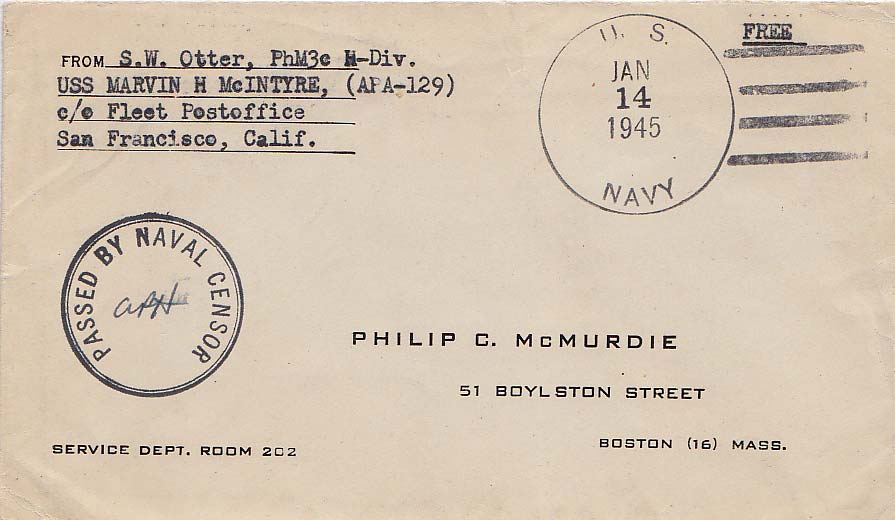 FROM S.W. Otter, PhM3c H-Div.
USS MARVIN H McINTYRE, (APA-129)
c/o Fleet Postoffice
San Francisco, Calif.
U. S.
JAN
14
1945
NAVY
FREE
PASSED BY NAVAL CENSOR
PHILIP C. McMURDIE
51 BOYLSTON STREET
BOSTON (16) MASS.
SERVICE DEPT. ROOM 202